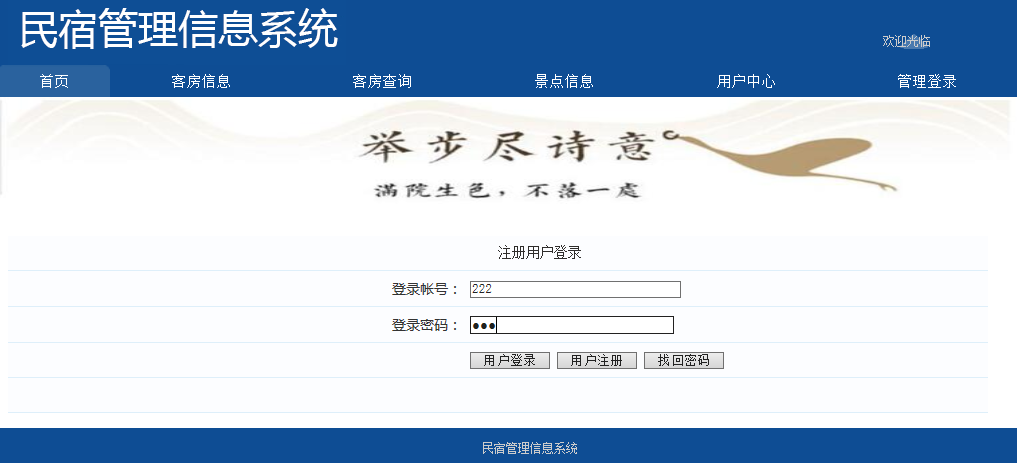 民宿管理信息系统
欢迎光临
首页 客房信息 客房查询 景点信息 用户中心 管理登录
举步尽诗意
满院生色，不落一處
注册用户登录
登录帐号： 222
登录密码： ●●●
用户登录 用户注册 找回密码
民宿管理信息系统